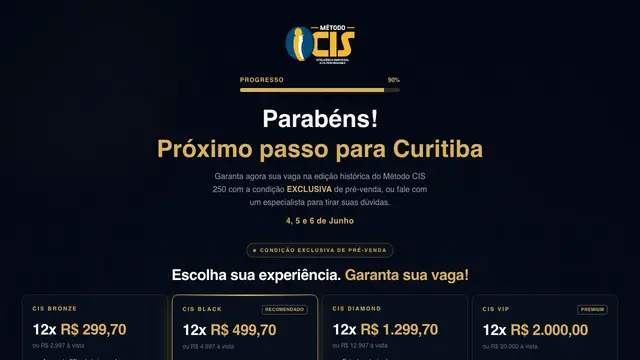 MÉTODO
CIS
INTELIGÊNCIA EMOCIONAL
& ALTA PERFORMANCE
PROGRESSO 90%
Parabéns!
Próximo passo para Curitiba
Garanta agora sua vaga na edição histórica do Método CIS
250 com a condição EXCLUSIVA de pré-venda, ou fale com
um especialista para tirar suas dúvidas.
4, 5 e 6 de Junho
CONDIÇÃO EXCLUSIVA DE PRÉ-VENDA
Escolha sua experiência. Garanta sua vaga!
CIS BRONZE
12x R$ 299,70
ou R$ 2.997 à vista
CIS BLACK RECOMENDADO
12x R$ 499,70
ou R$ 4.997 à vista
CIS DIAMOND
12x R$ 1.299,70
ou R$ 12.997 à vista
CIS VIP PREMIUM
12x R$ 2.000,00
ou R$ 20.000 à vista